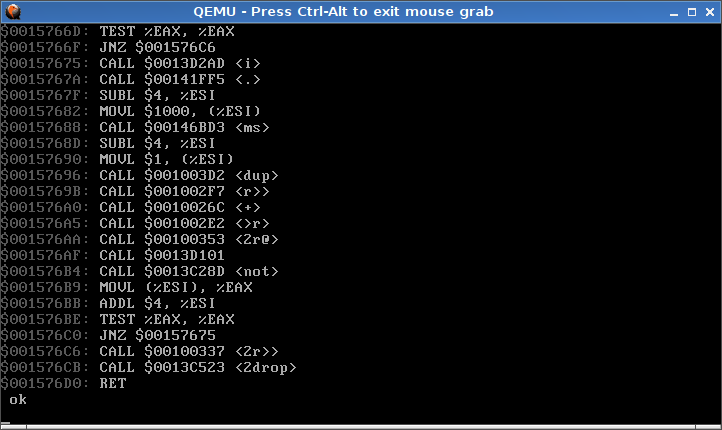 QEMU - Press Ctrl-Alt to exit mouse grab
$0015766D: TEST %EAX, %EAX
$0015766F: JNZ $001576C6
$00157675: CALL $0013D2AD <i>
$0015767A: CALL $00141FF5 <.>
$0015767F: SUBL $4, %ESI
$00157682: MOVL $1000, (%ESI)
$00157688: CALL $00146BD3 <ms>
$0015768D: SUBL $4, %ESI
$00157690: MOVL $1, (%ESI)
$00157696: CALL $001003D2 <dup>
$0015769B: CALL $001002F7 <r>>
$001576A0: CALL $0010026C <+>
$001576A5: CALL $001002E2 <>r>
$001576AA: CALL $00100353 <2r@>
$001576AF: CALL $0013D101
$001576B4: CALL $0013C28D <not>
$001576B9: MOVL (%ESI), %EAX
$001576BB: ADDL $4, %ESI
$001576BE: TEST %EAX, %EAX
$001576C0: JNZ $00157675
$001576C6: CALL $00100337 <2r>>
$001576CB: CALL $0013C523 <2drop>
$001576D0: RET
ok